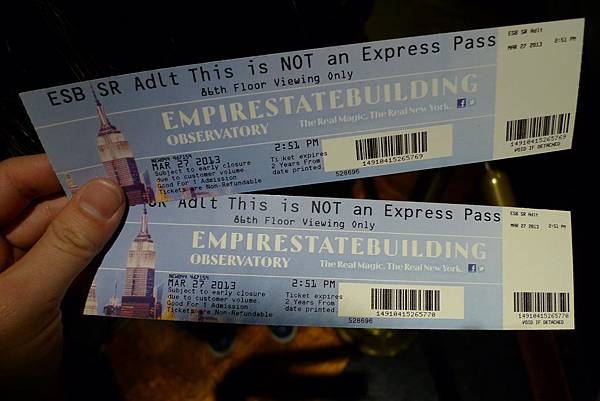 ESB SR Adlt This is NOT an Express Pass
86th Floor Viewing Only
EMPIRESTATEBUILDING
OBSERVATORY The Real Magic. The Real New York.
MAR 27 2013 2:51 PM
Subject to early closure
due to customer volume.
Good For 1 Admission
Tickets are Non-Refundable
Ticket expires
2 Years From
date printed
14910415265769
528696
ESB SR Adlt
MAR 27 2013 2:51 PM
14910415265769
VOID IF DETACHED
SR Adlt This is NOT an Express Pass
86th Floor Viewing Only
EMPIRESTATEBUILDING
OBSERVATORY The Real Magic. The Real New York.
MAR 27 2013 2:51 PM
Subject to early closure
due to customer volume.
Good For 1 Admission
Tickets are Non-Refundable
Ticket expires
2 Years From
date printed
14910415265770
528696
ESB SR Adlt
MAR 27 2013 2:51 PM
14910415265770
VOID IF DETACHED